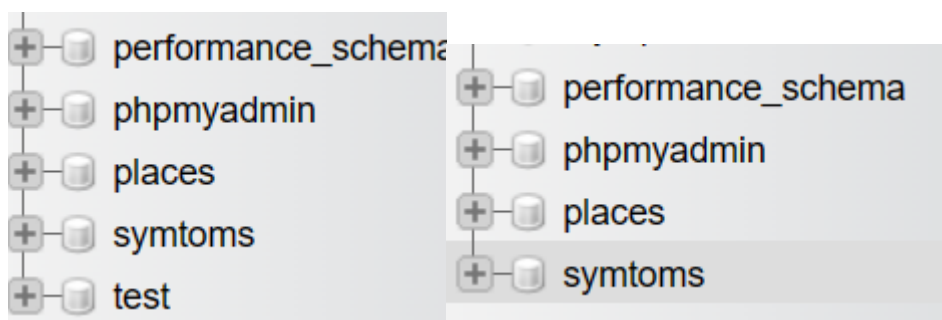 performance_schema
phpmyadmin
places
symtoms
test
performance_schema
phpmyadmin
places
symtoms